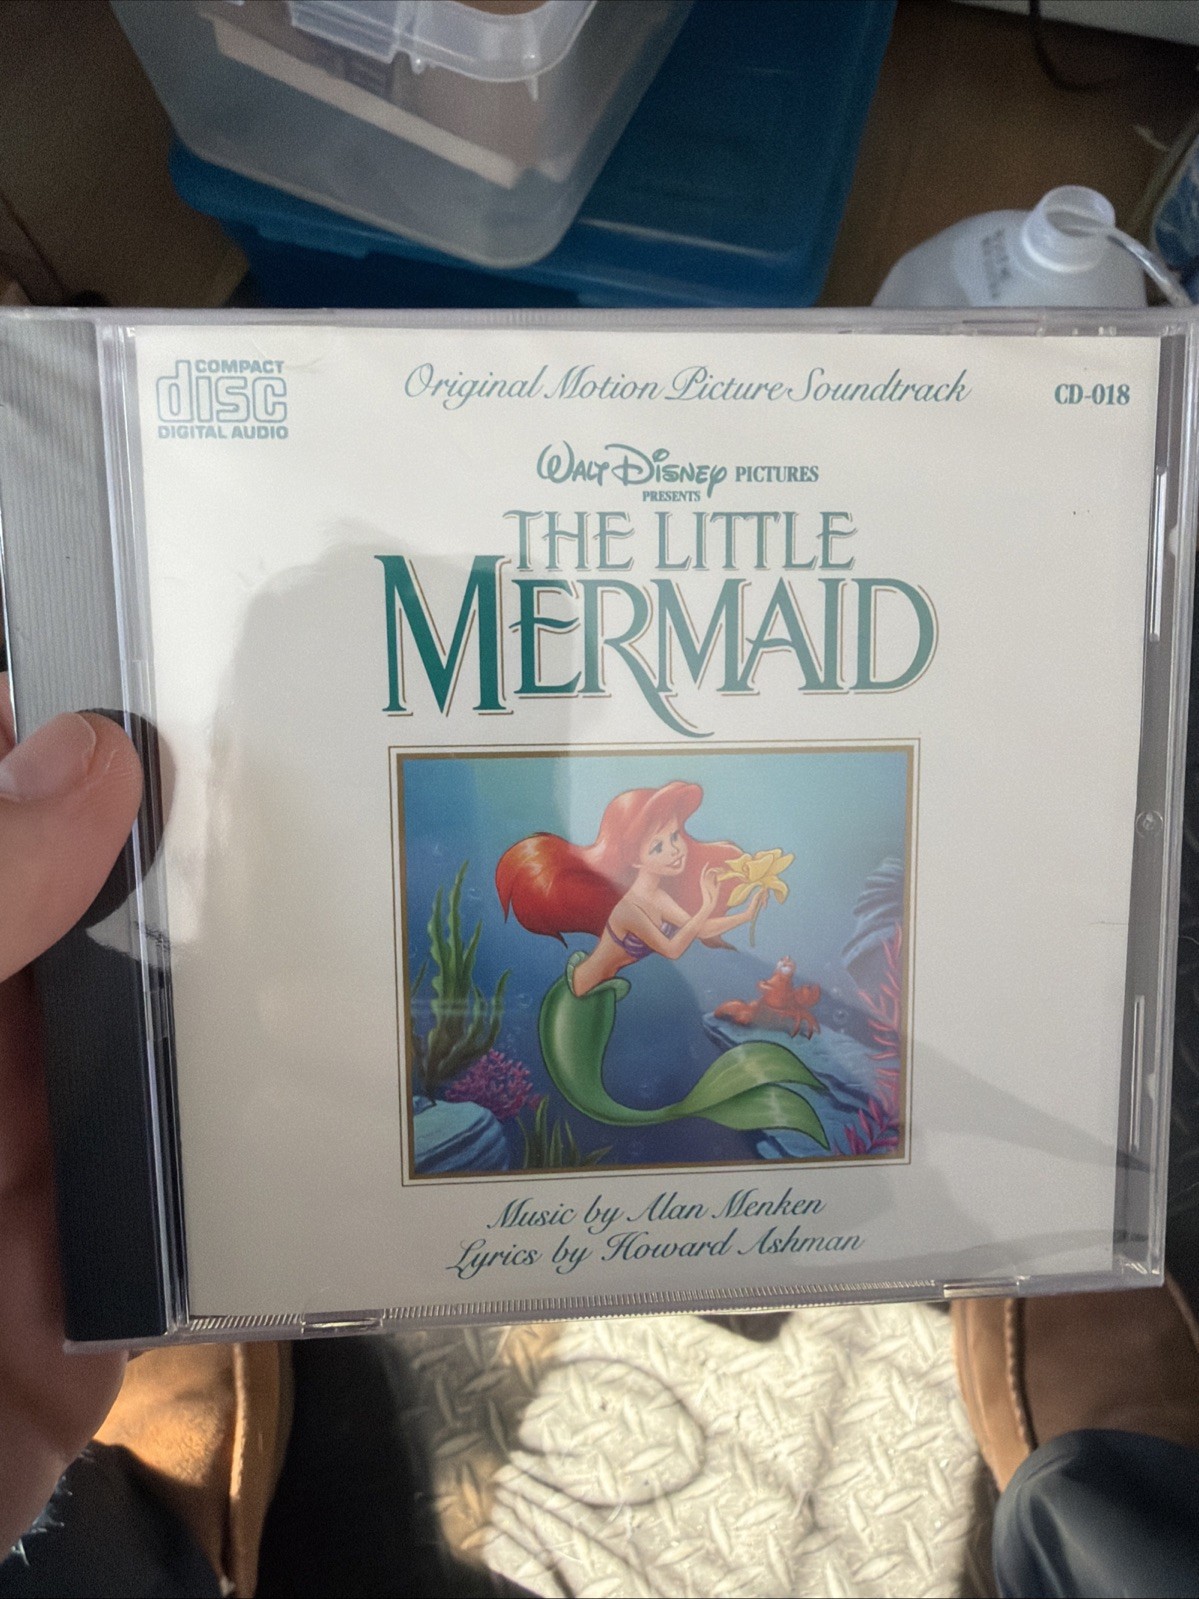 COMPACT
disc
DIGITAL AUDIO
Original Motion Picture Soundtrack
CD-018
WALT DISNEY PICTURES
PRESENTS
THE LITTLE
MERMAID
Music by Alan Menken
Lyrics by Howard Ashman